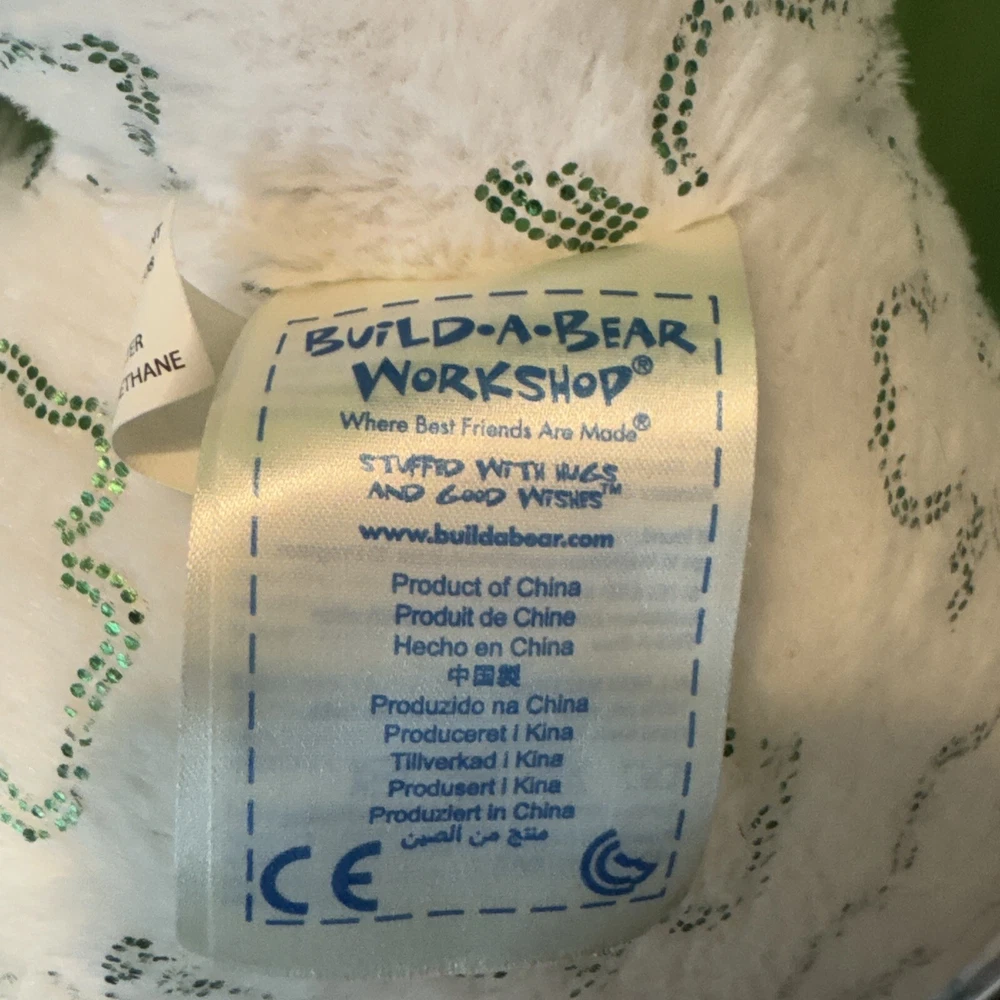 BUILD-A-BEAR
WORKSHOP®
Where Best Friends Are Made®
STUFFED WITH HUGS
AND GOOD WISHES™
www.buildabear.com
Product of China
Produit de Chine
Hecho en China
中国製
Produzido na China
Produceret i Kina
Tillverkad i Kina
Produsert i Kina
Produziert in China
منتج من الصين
CE
ER
ETHANE